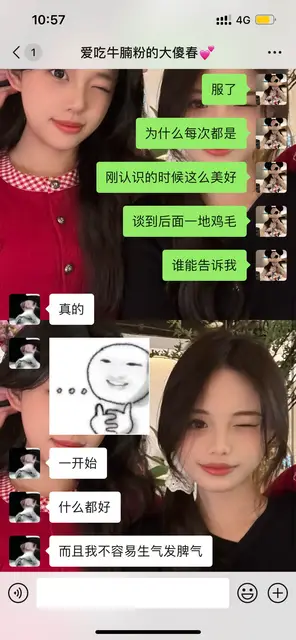 10:57
4G
1
爱吃牛腩粉的大傻春💕
服了
为什么每次都是
刚认识的时候这么美好
谈到后面一地鸡毛
谁能告诉我
真的
一开始
什么都好
而且我不容易生气发脾气